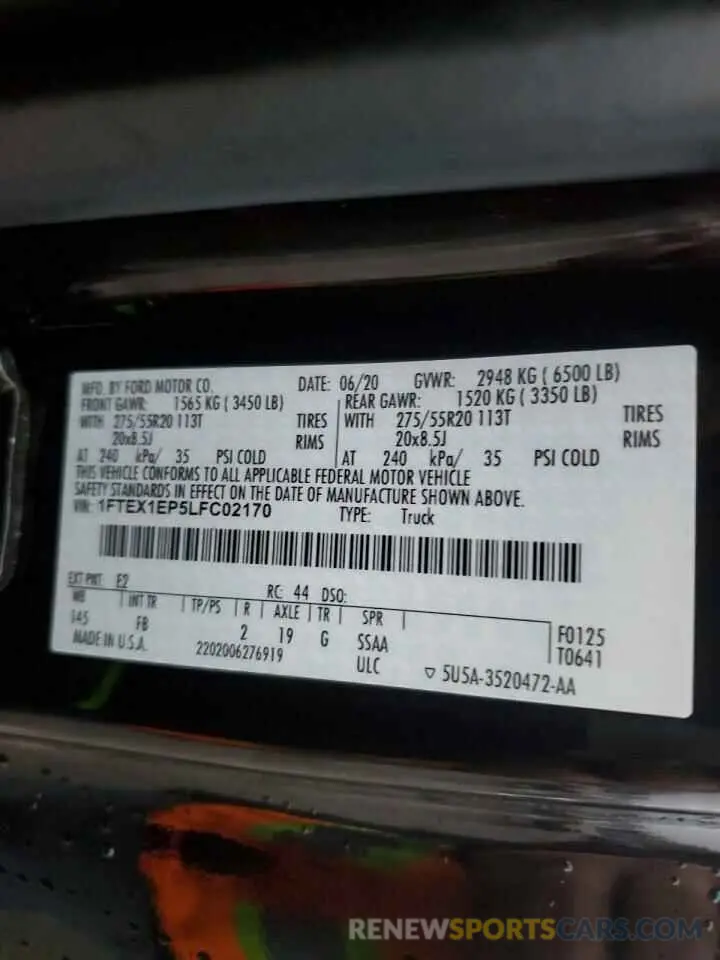 MFD. BY FORD MOTOR CO. DATE: 06/20 GVWR: 2948 KG ( 6500 LB)
FRONT GAWR: 1565 KG ( 3450 LB) REAR GAWR: 1520 KG ( 3350 LB)
WITH 275/55R20 113T TIRES WITH 275/55R20 113T TIRES
20x8.5J RIMS 20x8.5J RIMS
AT 240 kPa/ 35 PSI COLD AT 240 kPa/ 35 PSI COLD
THIS VEHICLE CONFORMS TO ALL APPLICABLE FEDERAL MOTOR VEHICLE
SAFETY STANDARDS IN EFFECT ON THE DATE OF MANUFACTURE SHOWN ABOVE.
VIN: 1FTEX1EP5LFC02170 TYPE: Truck
EXT PNT: E2 RC: 44 DSO:
WB INT TR TP/PS R AXLE TR SPR
145 FB 2 19 G SSAA F0125
MADE IN U.S.A. 2202006276919 ULC T0641
▽ 5U5A-3520472-AA
RENEWSPORTSCARS.COM